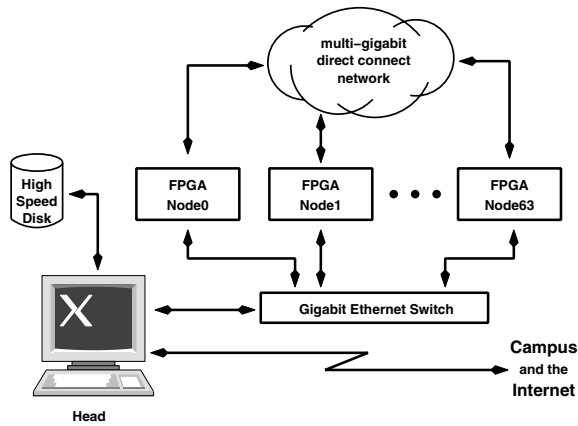 multi–gigabit
direct connect
network
High
Speed
Disk
FPGA
Node0
FPGA
Node1
FPGA
Node63
X
Gigabit Ethernet Switch
Campus
and the
Internet
Head